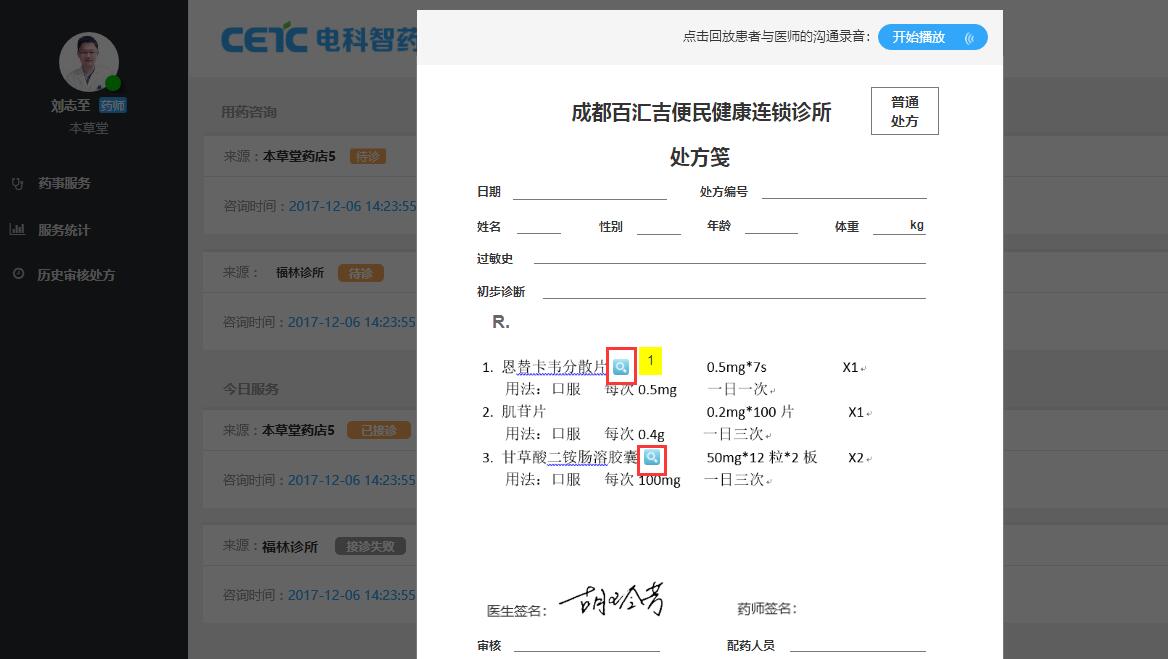 CETC 电科智药
刘志至 药师
本草堂
药事服务
服务统计
历史审核处方
用药咨询
来源：本草堂药店5 待诊
咨询时间：2017-12-06 14:23:55
来源： 福林诊所 待诊
咨询时间：2017-12-06 14:23:55
今日服务
来源：本草堂药店5 已接诊
咨询时间：2017-12-06 14:23:55
来源：福林诊所 接诊失败
咨询时间：2017-12-06 14:23:55
点击回放患者与医师的沟通录音： 开始播放
成都百汇吉便民健康连锁诊所
普通
处方
处方笺
日期 处方编号
姓名 性别 年龄 体重 kg
过敏史
初步诊断
R.
1. 恩替卡韦分散片 1 0.5mg*7s X1
用法：口服 每次 0.5mg 一日一次
2. 肌苷片 0.2mg*100 片 X1
用法：口服 每次 0.4g 一日三次
3. 甘草酸二铵肠溶胶囊 50mg*12 粒*2 板 X2
用法：口服 每次 100mg 一日三次
医生签名： 药师签名：
审核 配药人员